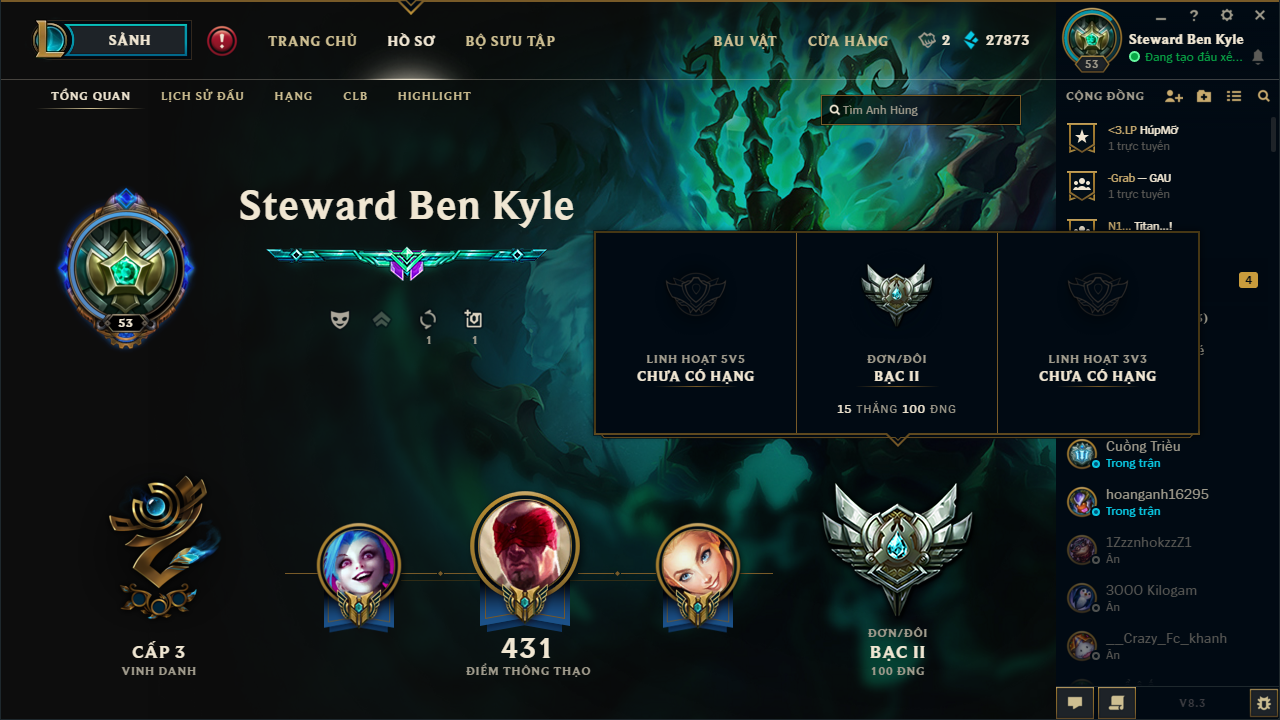 SẢNH
TRANG CHỦ
HỒ SƠ
BỘ SƯU TẬP
BÁU VẬT
CỬA HÀNG
2
27873
53
Steward Ben Kyle
Đang tạo đấu xế...
TỔNG QUAN
LỊCH SỬ ĐẤU
HẠNG
CLB
HIGHLIGHT
Tìm Anh Hùng
CỘNG ĐỒNG
<3.LP HúpMỡ
1 trực tuyến
-Grab — GAU
1 trực tuyến
N1... Titan...!
4
Steward Ben Kyle
53
1
1
LINH HOẠT 5V5
CHƯA CÓ HẠNG
ĐƠN/ĐÔI
BẠC II
15 THẮNG 100 ĐNG
LINH HOẠT 3V3
CHƯA CÓ HẠNG
Cuồng Triều
Trong trận
hoanganh16295
Trong trận
1ZzznhokzzZ1
Ẩn
3OOO Kilogam
Ẩn
__Crazy_Fc_khanh
Ẩn
CẤP 3
VINH DANH
431
ĐIỂM THÔNG THẠO
ĐƠN/ĐÔI
BẠC II
100 ĐNG
V8.3